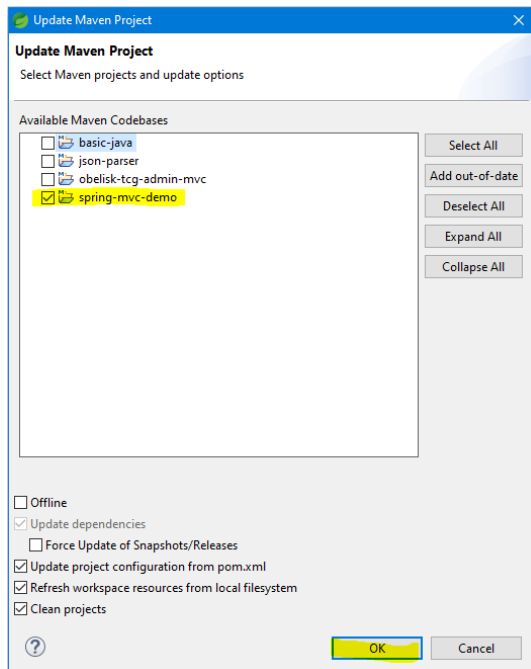 Update Maven Project
Update Maven Project
Select Maven projects and update options
Available Maven Codebases
basic-java
json-parser
obelisk-tcg-admin-mvc
spring-mvc-demo
Select All
Add out-of-date
Deselect All
Expand All
Collapse All
Offline
Update dependencies
Force Update of Snapshots/Releases
Update project configuration from pom.xml
Refresh workspace resources from local filesystem
Clean projects
OK Cancel